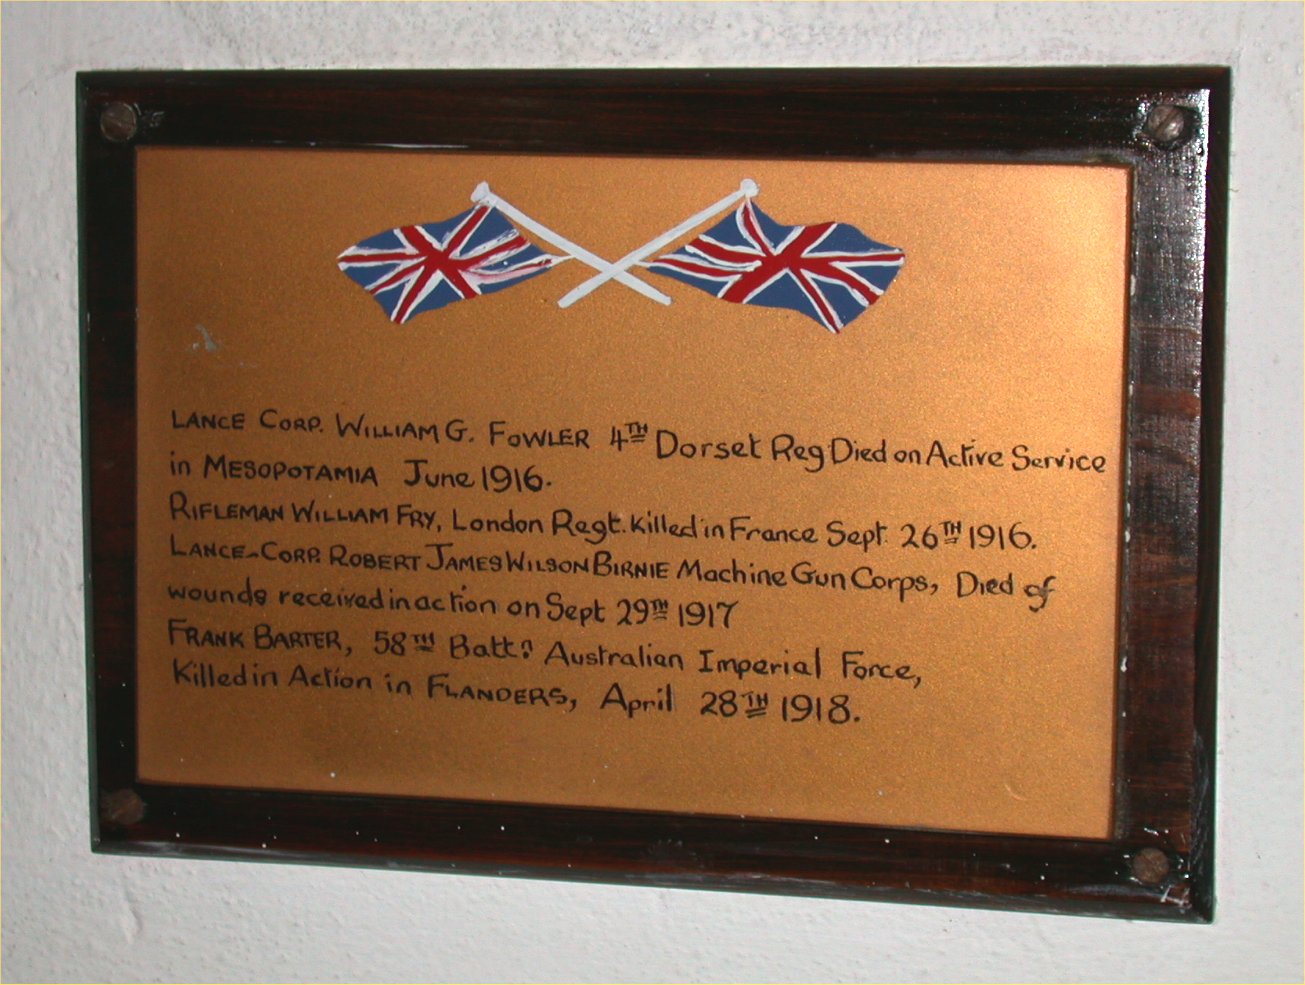 LANCE CORP. WILLIAM G. FOWLER 4TH Dorset Reg Died on Active Service
in MESOPOTAMIA June 1916.
RIFLEMAN WILLIAM FRY, London Regt. Killed in France Sept 26TH 1916.
LANCE-CORP. ROBERT JAMES WILSON BIRNIE Machine Gun Corps, Died of
wounds received in action on Sept 29TH 1917
FRANK BARTER, 58TH Battn Australian Imperial Force,
Killed in Action in FLANDERS, April 28TH 1918.